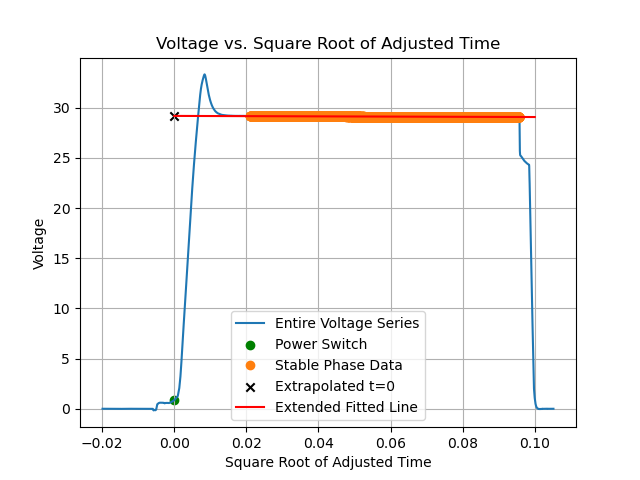 Voltage vs. Square Root of Adjusted Time
30
25
20
15
10
5
0
Voltage
Entire Voltage Series
Power Switch
Stable Phase Data
Extrapolated t=0
Extended Fitted Line
−0.02 0.00 0.02 0.04 0.06 0.08 0.10
Square Root of Adjusted Time